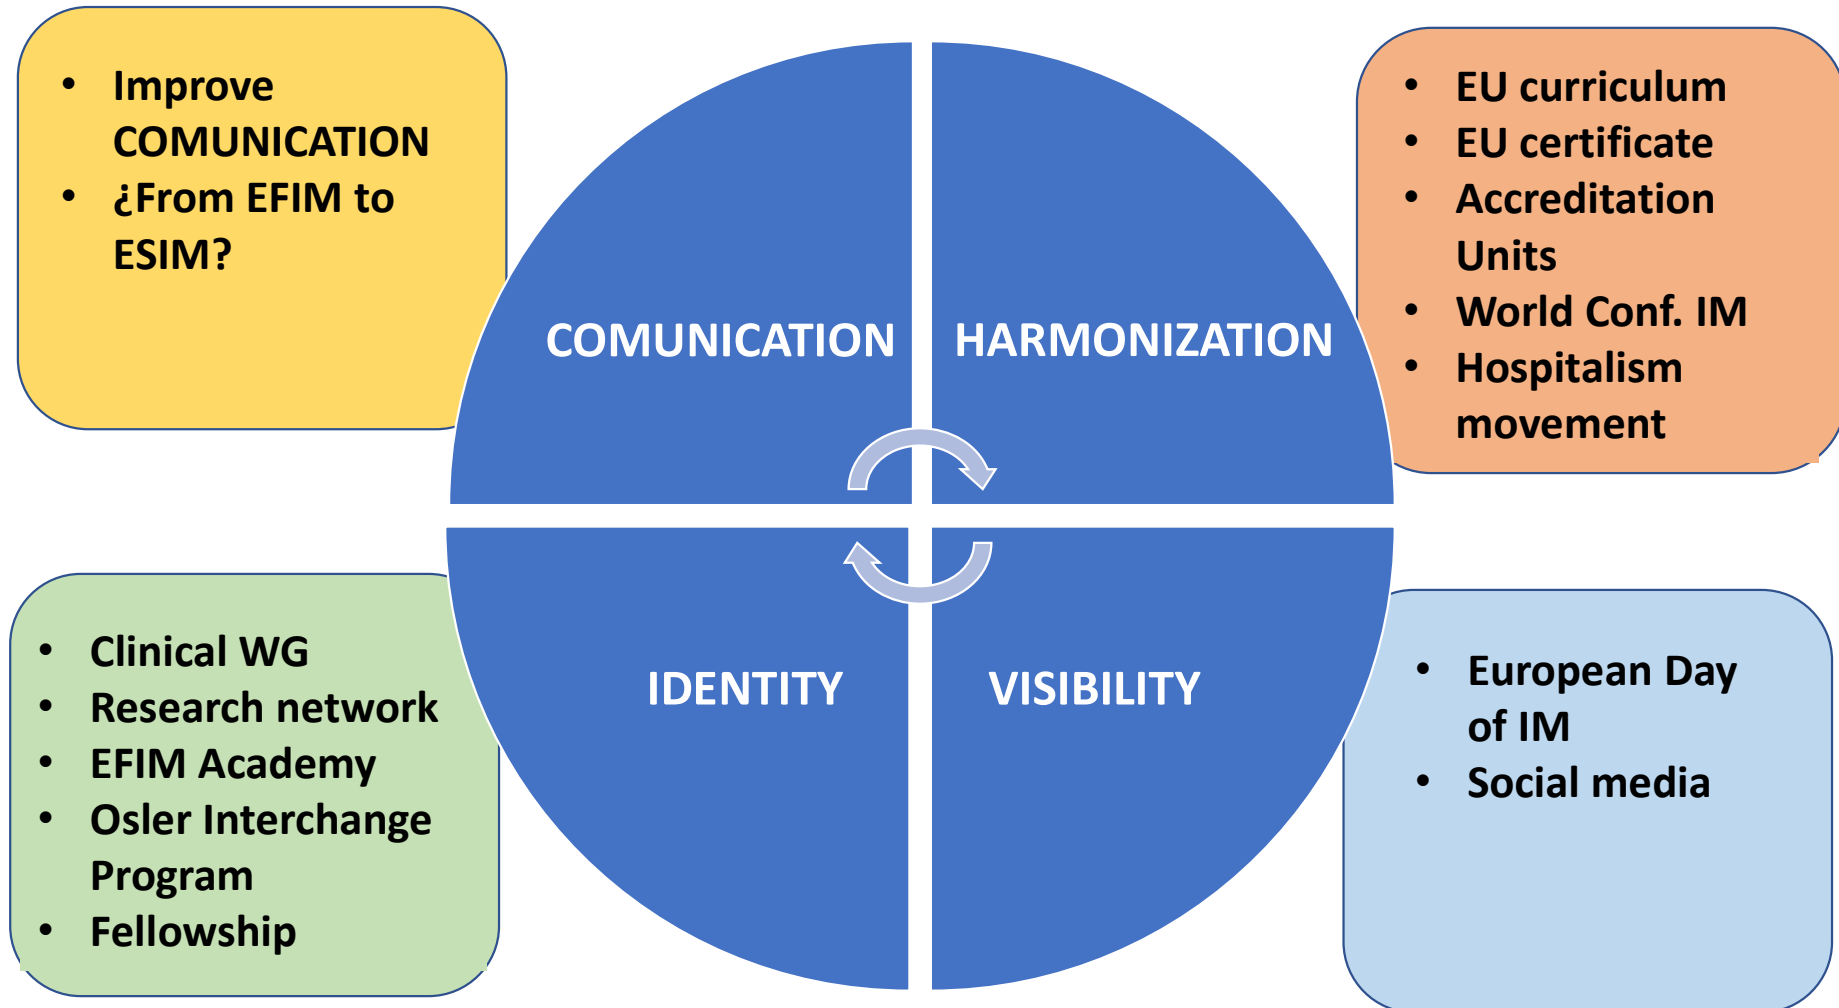 • Improve
COMUNICATION
• ¿From EFIM to
ESIM?
COMUNICATION
HARMONIZATION
• EU curriculum
• EU certificate
• Accreditation
Units
• World Conf. IM
• Hospitalism
movement
• Clinical WG
• Research network
• EFIM Academy
• Osler Interchange
Program
• Fellowship
IDENTITY
VISIBILITY
• European Day
of IM
• Social media